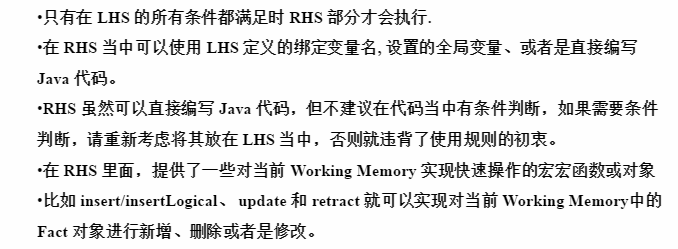 •只有在 LHS 的所有条件都满足时 RHS 部分才会执行.
•在 RHS 当中可以使用 LHS 定义的绑定变量名, 设置的全局变量、或者是直接编写
Java 代码。
•RHS 虽然可以直接编写 Java 代码，但不建议在代码当中有条件判断，如果需要条件
判断，请重新考虑将其放在 LHS 当中，否则就违背了使用规则的初衷。
•在 RHS 里面，提供了一些对当前 Working Memory 实现快速操作的宏宏函数或对象
•比如 insert/insertLogical、 update 和 retract 就可以实现对当前 Working Memory中的
Fact 对象进行新增、删除或者是修改。